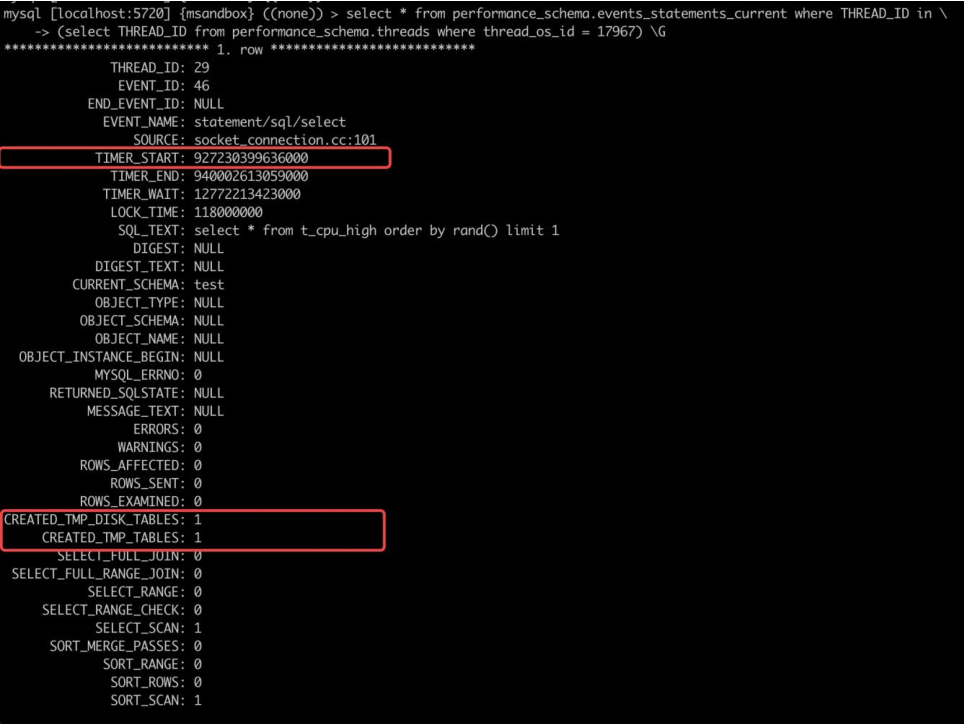 mysql [localhost:5720] {msandbox} ((none)) > select * from performance_schema.events_statements_current where THREAD_ID in \
-> (select THREAD_ID from performance_schema.threads where thread_os_id = 17967) \G
*************************** 1. row ***************************
THREAD_ID: 29
EVENT_ID: 46
END_EVENT_ID: NULL
EVENT_NAME: statement/sql/select
SOURCE: socket_connection.cc:101
TIMER_START: 927230399636000
TIMER_END: 940002613059000
TIMER_WAIT: 12772213423000
LOCK_TIME: 118000000
SQL_TEXT: select * from t_cpu_high order by rand() limit 1
DIGEST: NULL
DIGEST_TEXT: NULL
CURRENT_SCHEMA: test
OBJECT_TYPE: NULL
OBJECT_SCHEMA: NULL
OBJECT_NAME: NULL
OBJECT_INSTANCE_BEGIN: NULL
MYSQL_ERRNO: 0
RETURNED_SQLSTATE: NULL
MESSAGE_TEXT: NULL
ERRORS: 0
WARNINGS: 0
ROWS_AFFECTED: 0
ROWS_SENT: 0
ROWS_EXAMINED: 0
CREATED_TMP_DISK_TABLES: 1
CREATED_TMP_TABLES: 1
SELECT_FULL_JOIN: 0
SELECT_FULL_RANGE_JOIN: 0
SELECT_RANGE: 0
SELECT_RANGE_CHECK: 0
SELECT_SCAN: 1
SORT_MERGE_PASSES: 0
SORT_RANGE: 0
SORT_ROWS: 0
SORT_SCAN: 1